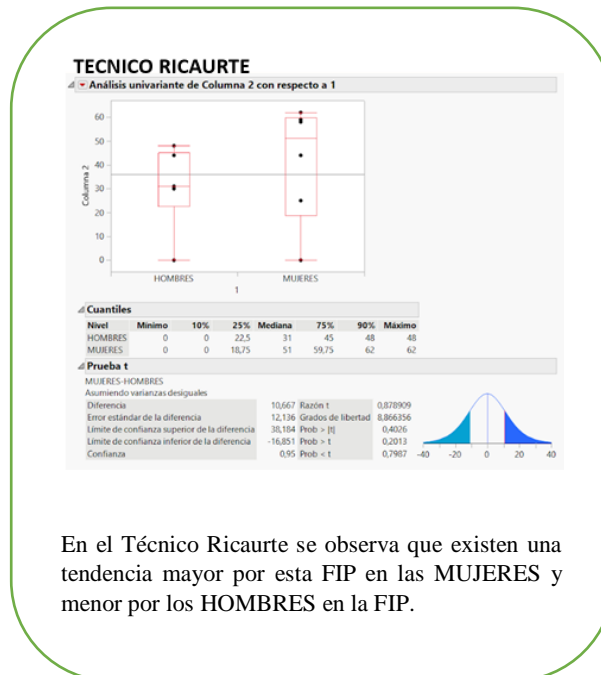 TECNICO RICAURTE
Análisis univariante de Columna 2 con respecto a 1
60
50
40
30
20
10
0
Columna 2
HOMBRES MUJERES
1
Cuantiles
Nivel Mínimo 10% 25% Mediana 75% 90% Máximo
HOMBRES 0 0 22,5 31 45 48 48
MUJERES 0 0 18,75 51 59,75 62 62
Prueba t
MUJERES-HOMBRES
Asumiendo varianzas desiguales
Diferencia 10,667 Razón t 0,878909
Error estándar de la diferencia 12,136 Grados de libertad 8,866356
Límite de confianza superior de la diferencia 38,184 Prob > |t| 0,4026
Límite de confianza inferior de la diferencia -16,851 Prob > t 0,2013
Confianza 0,95 Prob < t 0,7987
-40 -20 0 20 40
En el Técnico Ricaurte se observa que existen una
tendencia mayor por esta FIP en las MUJERES y
menor por los HOMBRES en la FIP.